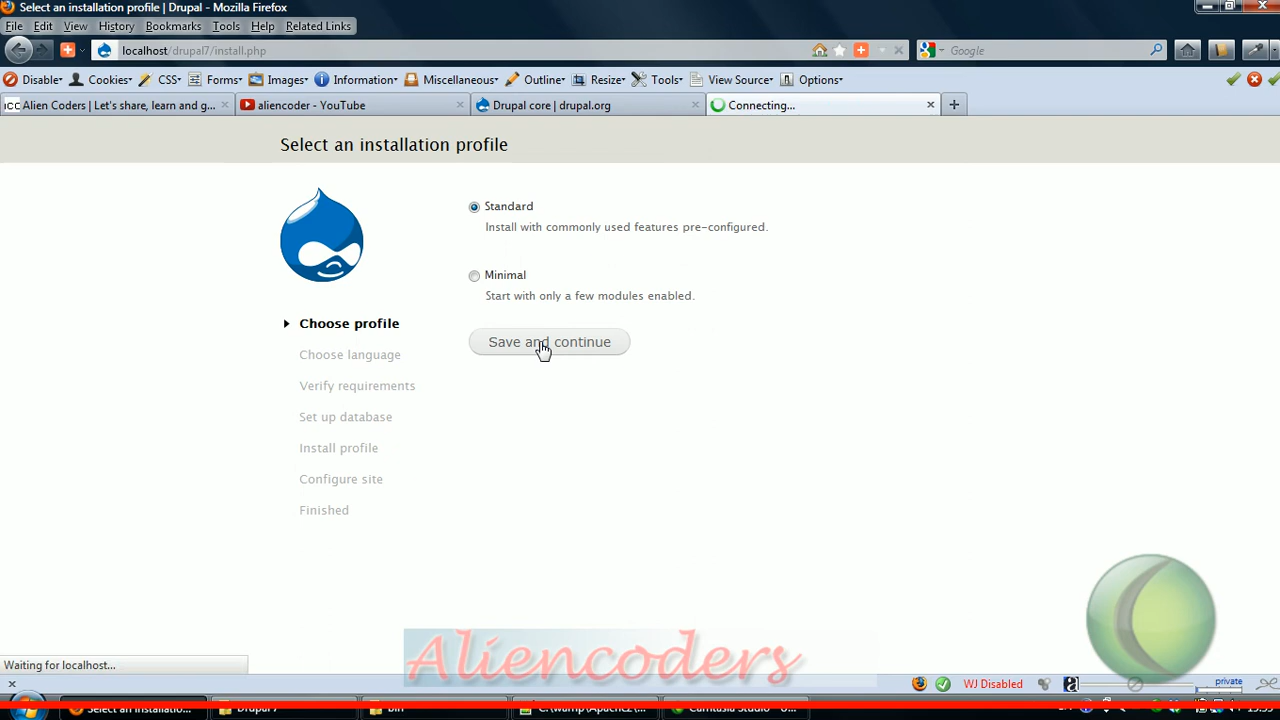 Select an installation profile | Drupal - Mozilla Firefox
File Edit View History Bookmarks Tools Help Related Links
localhost/drupal7/install.php
Google
Disable Cookies CSS Forms Images Information Miscellaneous Outline Resize Tools View Source Options
Alien Coders | Let's share, learn and g... aliencoder - YouTube Drupal core | drupal.org Connecting...
Select an installation profile
Standard
Install with commonly used features pre-configured.
Minimal
Start with only a few modules enabled.
Save and continue
Choose profile
Choose language
Verify requirements
Set up database
Install profile
Configure site
Finished
Aliencoders
Waiting for localhost...
WJ Disabled
private
Select an installatio... Drupal7 bin